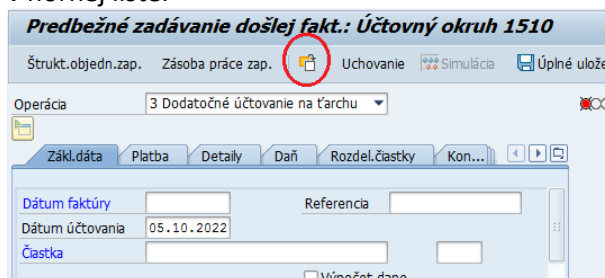 Predbežné zadávanie došlej fakt.: Účtovný okruh 1510
Štrukt.objedn.zap. Zásoba práce zap. Uchovanie Simulácia Úplné ulože
Operácia 3 Dodatočné účtovanie na ťarchu
Zákl.dáta Platba Detaily Daň Rozdel.čiastky Kon...
Dátum faktúry Referencia
Dátum účtovania 05.10.2022
Čiastka
Výpočet dane